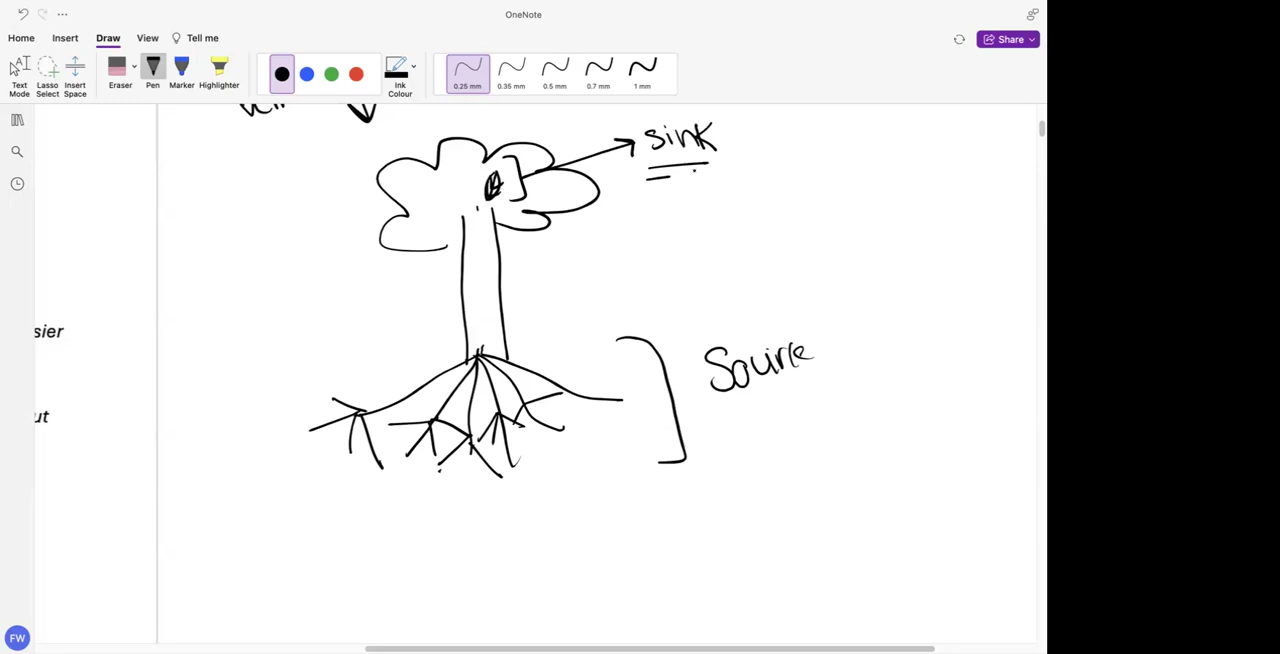 OneNote
Home Insert Draw View Tell me
Share
Text Mode
Lasso Select
Insert Space
Eraser
Pen
Marker
Highlighter
Ink Colour
0.25 mm
0.35 mm
0.5 mm
0.7 mm
1 mm
sink
sier
Source
ut
FW